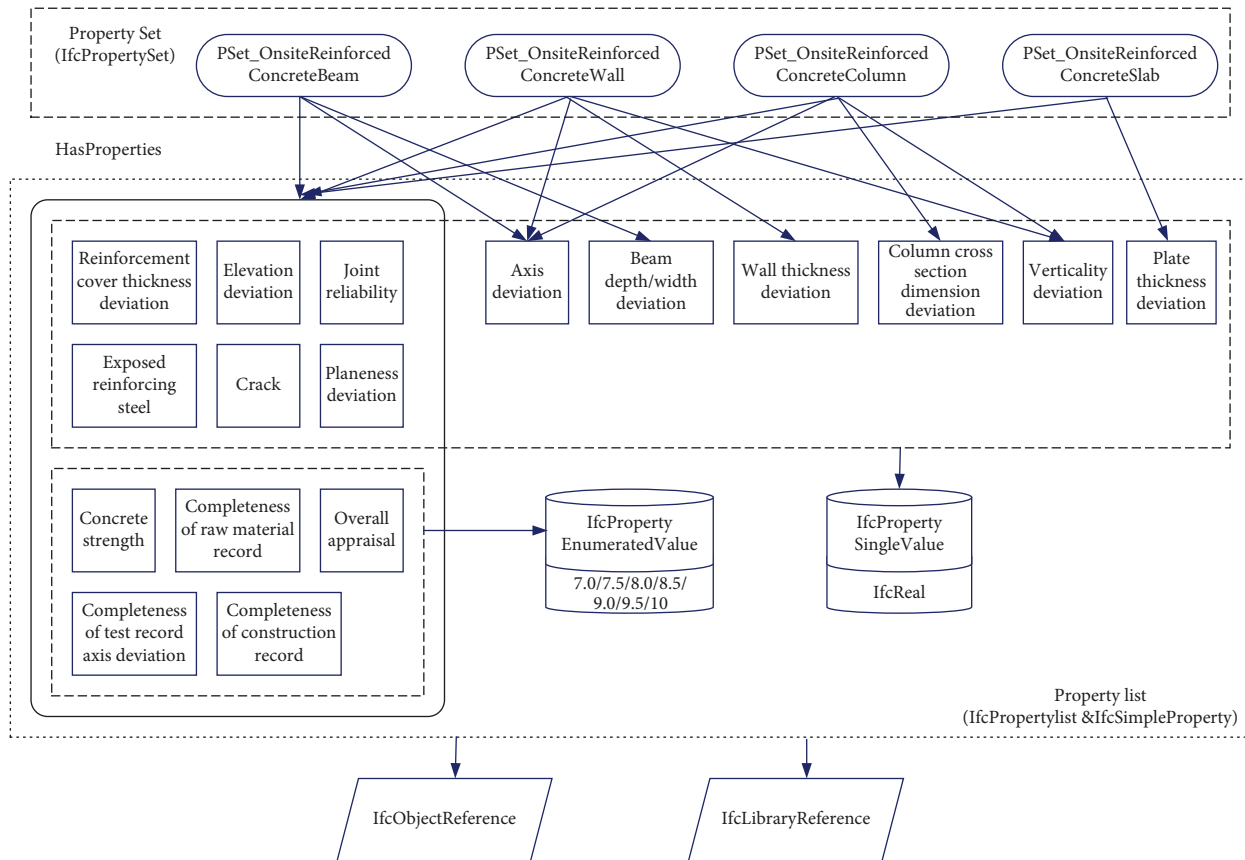 Property Set
(IfcPropertySet)
PSet_OnsiteReinforced
ConcreteBeam
PSet_OnsiteReinforced
ConcreteWall
PSet_OnsiteReinforced
ConcreteColumn
PSet_OnsiteReinforced
ConcreteSlab
HasProperties
Reinforcement
cover thickness
deviation
Elevation
deviation
Joint
reliability
Axis
deviation
Beam
depth/width
deviation
Wall thickness
deviation
Column cross
section
dimension
deviation
Verticality
deviation
Plate
thickness
deviation
Exposed
reinforcing
steel
Crack
Planeness
deviation
Concrete
strength
Completeness
of raw material
record
Overall
appraisal
IfcProperty
EnumeratedValue
7.0/7.5/8.0/8.5/
9.0/9.5/10
IfcProperty
SingleValue
IfcReal
Completeness
of test record
axis deviation
Completeness
of construction
record
Property list
(IfcPropertylist &IfcSimpleProperty)
IfcObjectReference
IfcLibraryReference